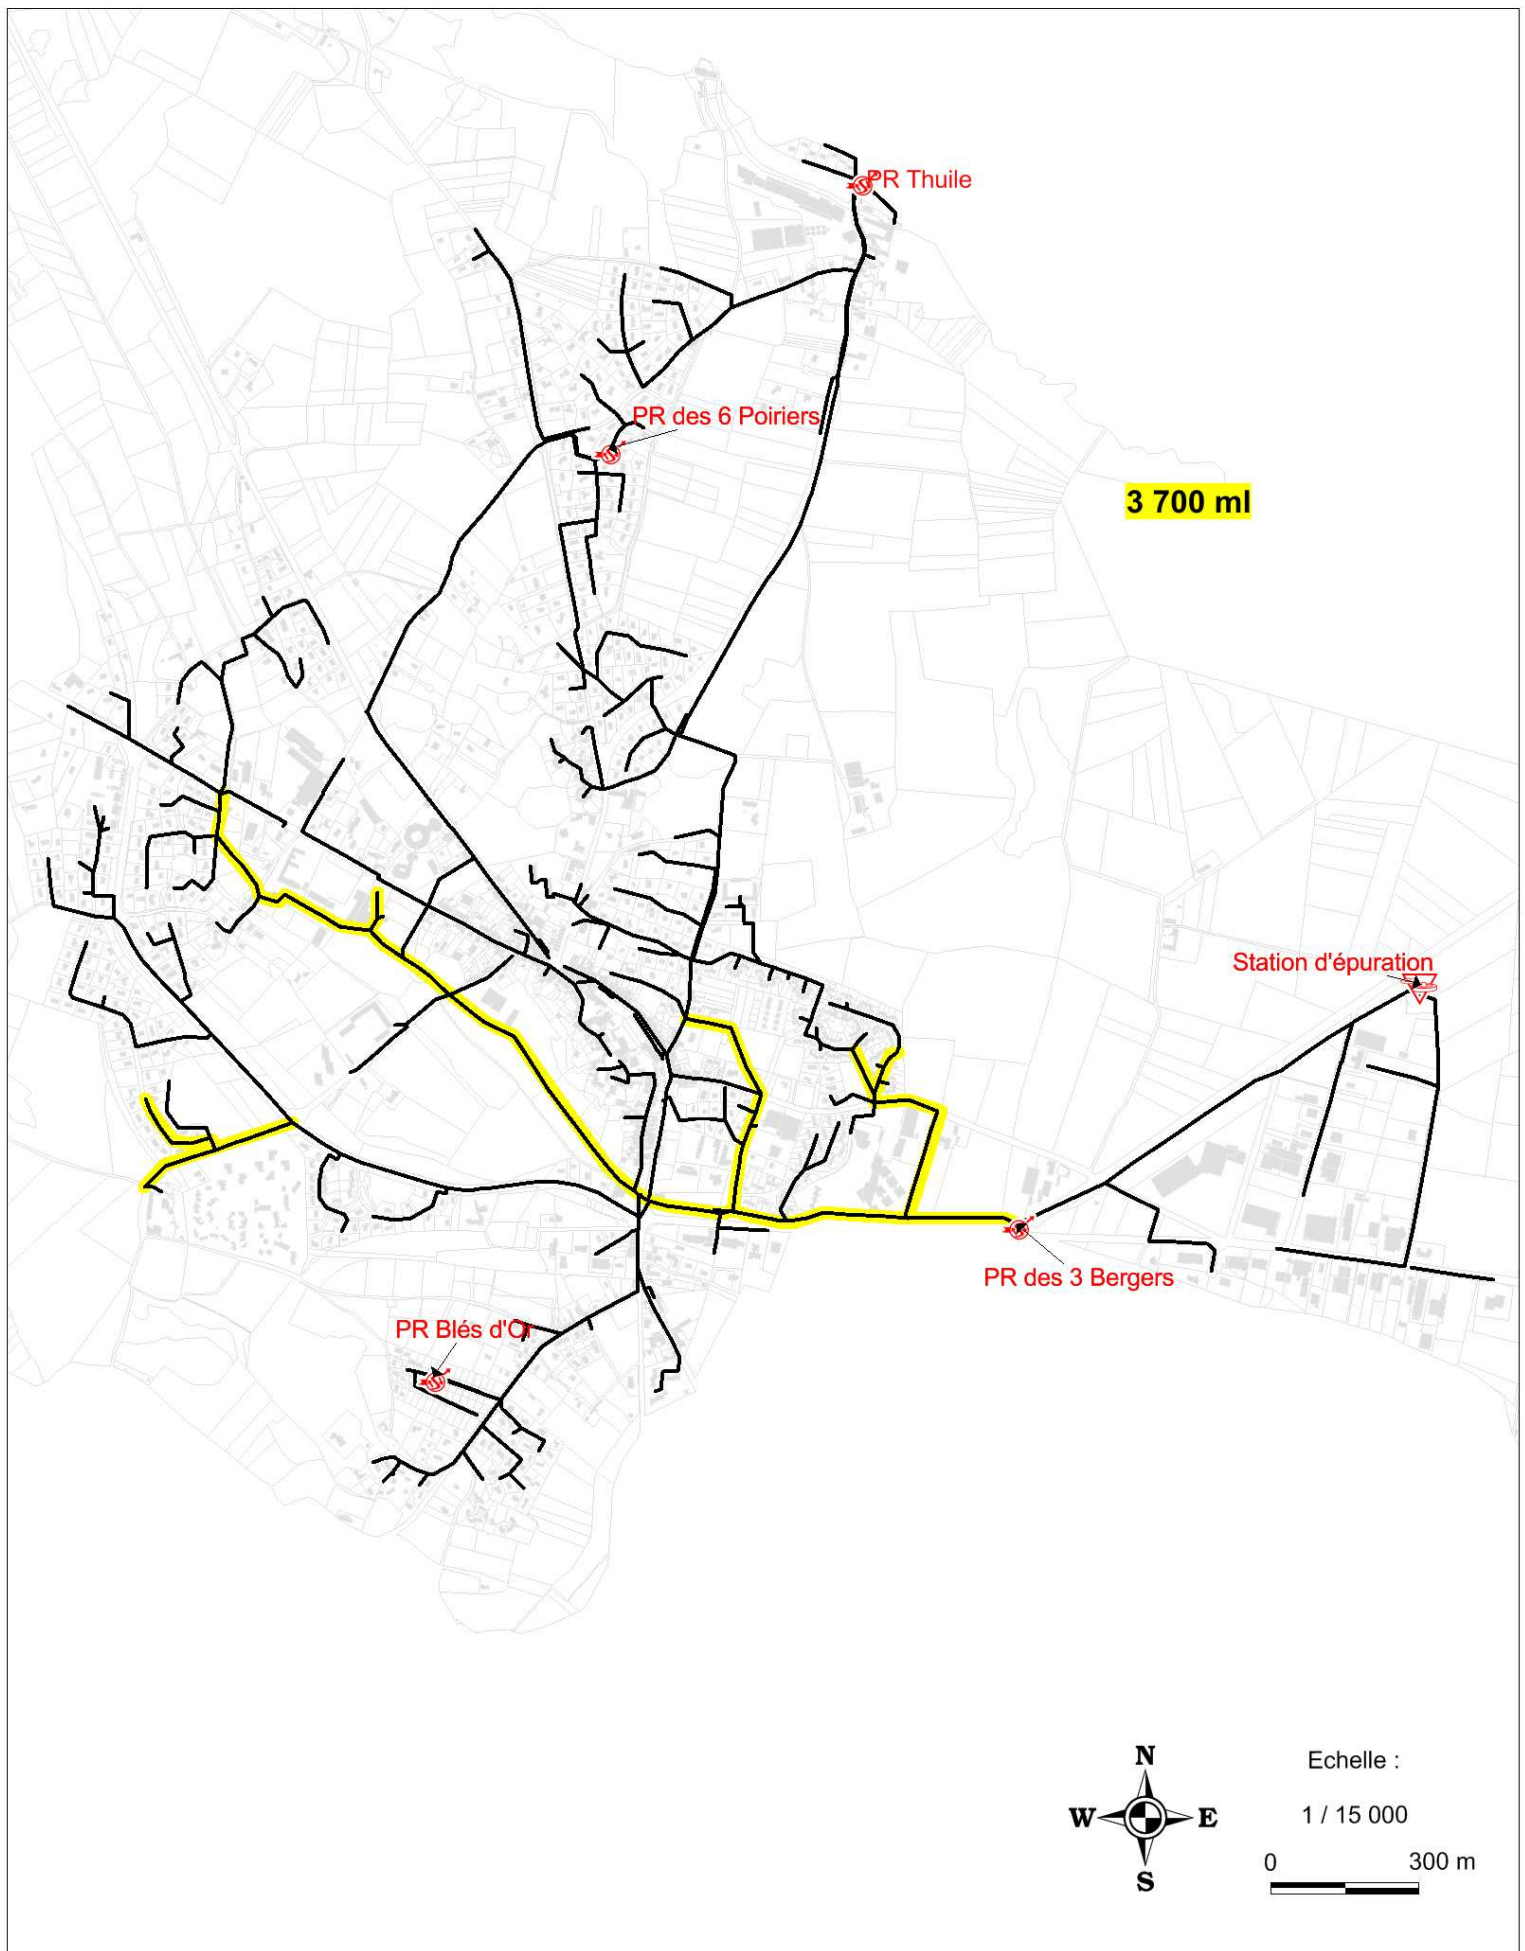 PR Thuile
PR des 6 Poiriers
3 700 ml
Station d'épuration
PR des 3 Bergers
PR Blés d'Or
N
W E
S
Echelle :
1 / 15 000
0 300 m